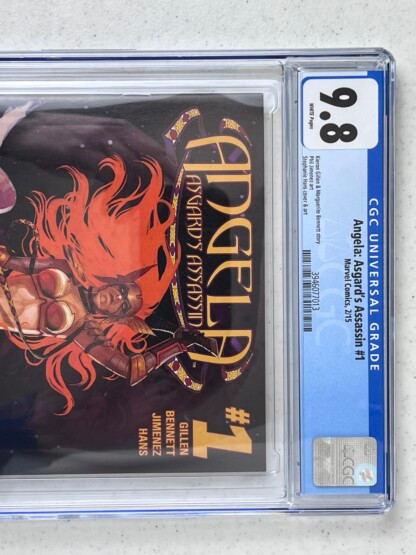 CGC UNIVERSAL GRADE
9.8
WHITE Pages
Angela: Asgard's Assassin #1
Marvel Comics, 2/15
Kieron Gillen & Marguerite Bennett story
Phil Jimenez art
Stephanie Hans cover & art
3946077013
CGC
ANGELA
ASGARD'S ASSASSIN
#1
GILLEN
BENNETT
JIMENEZ
HANS